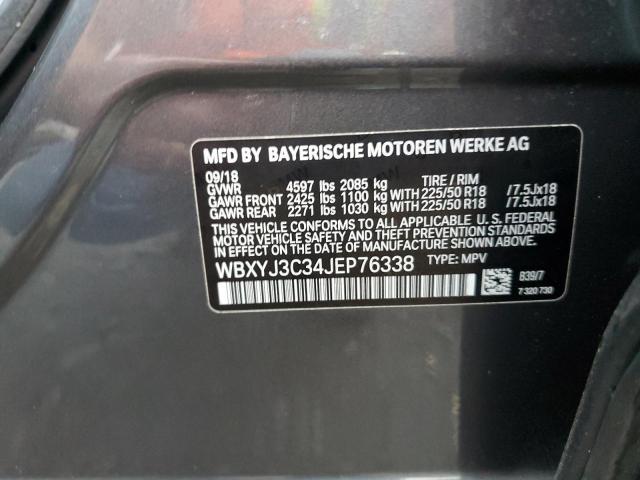 MFD BY BAYERISCHE MOTOREN WERKE AG
09/18
GVWR 4597 lbs 2085 kg TIRE / RIM
GAWR FRONT 2425 lbs 1100 kg WITH 225/50 R18 /7.5Jx18
GAWR REAR 2271 lbs 1030 kg WITH 225/50 R18 /7.5Jx18
THIS VEHICLE CONFORMS TO ALL APPLICABLE U. S. FEDERAL
MOTOR VEHICLE SAFETY AND THEFT PREVENTION STANDARDS
IN EFFECT ON THE DATE OF MANUFACTURE SHOWN ABOVE.
WBXYJ3C34JEP76338 TYPE: MPV
B39/7
7 320 730